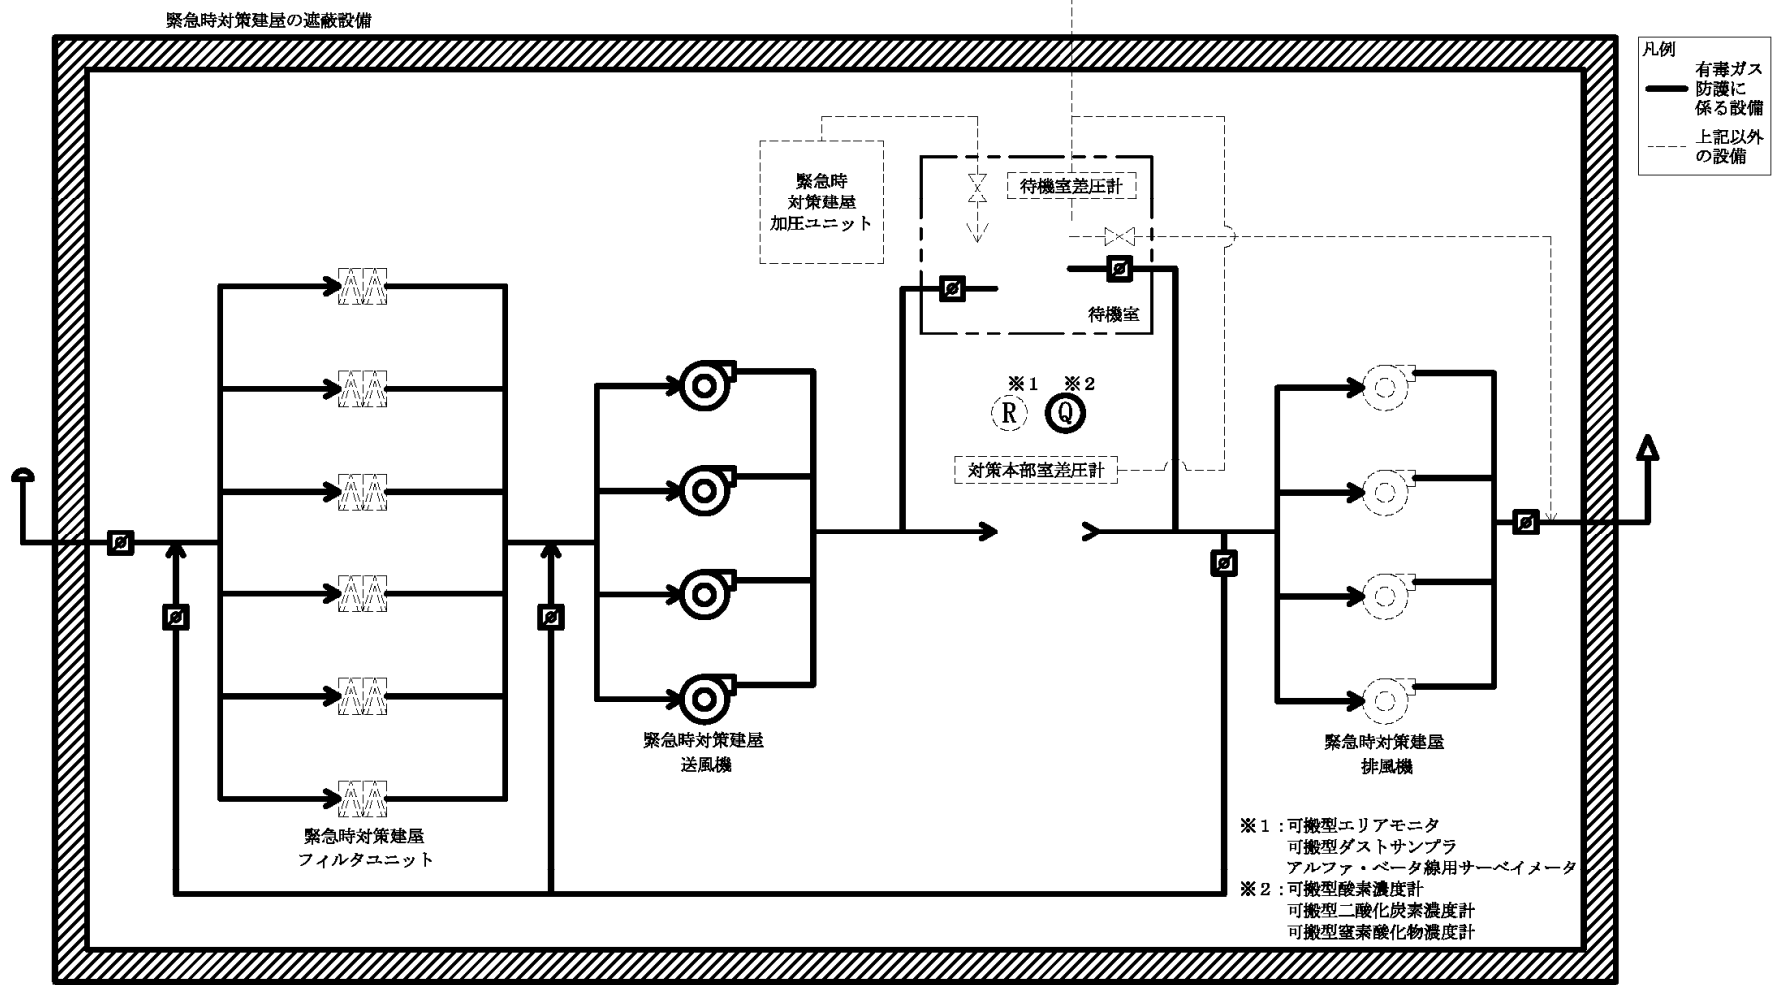 緊急時対策建屋の遮蔽設備
凡例
有毒ガス
防護に
係る設備
上記以外
の設備
緊急時
対策建屋
加圧ユニット
待機室差圧計
待機室
※1
※2
R
Q
対策本部室差圧計
緊急時対策建屋
送風機
緊急時対策建屋
排風機
緊急時対策建屋
フィルタユニット
※1:可搬型エリアモニタ
可搬型ダストサンプラ
アルファ・ベータ線用サーベイメータ
※2:可搬型酸素濃度計
可搬型二酸化炭素濃度計
可搬型窒素酸化物濃度計